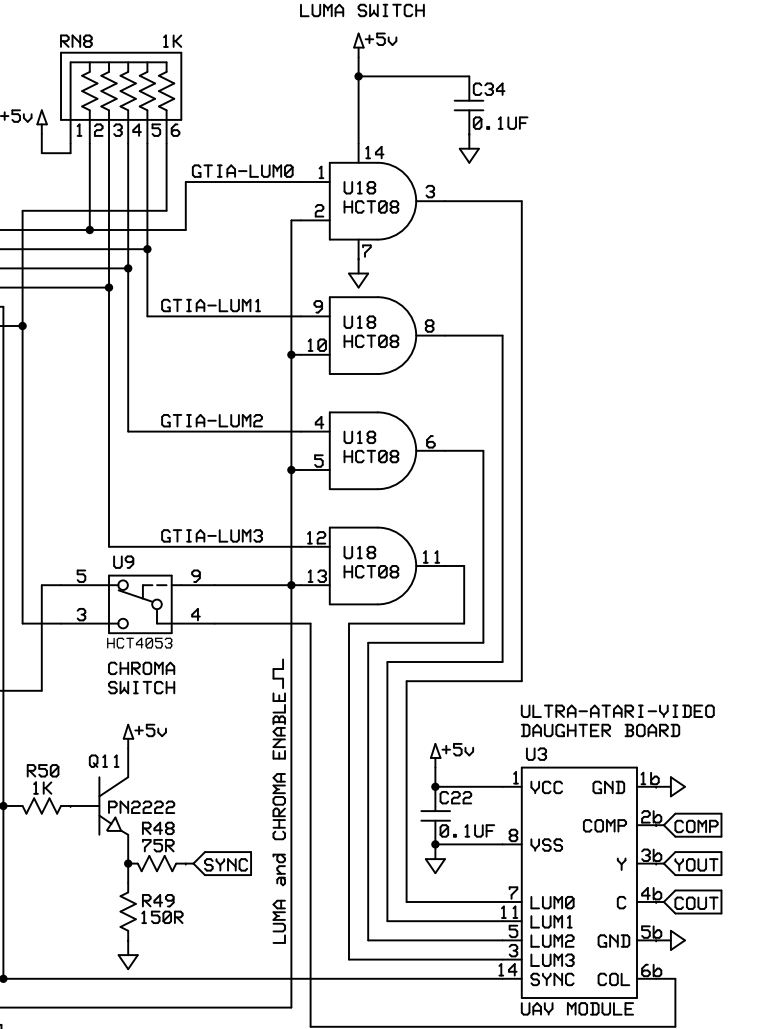 LUMA SWITCH
+5v
RN8 1K
C34
0.1UF
+5v
1 2 3 4 5 6
14
GTIA-LUM0 1
U18
HCT08
3
2
7
GTIA-LUM1 9
U18
HCT08
8
10
GTIA-LUM2 4
U18
HCT08
6
5
GTIA-LUM3 12
U18
HCT08
11
13
U9
5 9
3 4
HCT4053
CHROMA
SWITCH
LUMA and CHROMA ENABLE
+5v
Q11
R50
1K
PN2222
R48
75R
SYNC
R49
150R
ULTRA-ATARI-VIDEO
DAUGHTER BOARD
U3
+5v
C22
0.1UF
1 VCC GND 1b
COMP 2b COMP
8 VSS
Y 3b YOUT
7 LUM0 C 4b COUT
11 LUM1
5 LUM2 GND 5b
3 LUM3
14 SYNC COL 6b
UAV MODULE